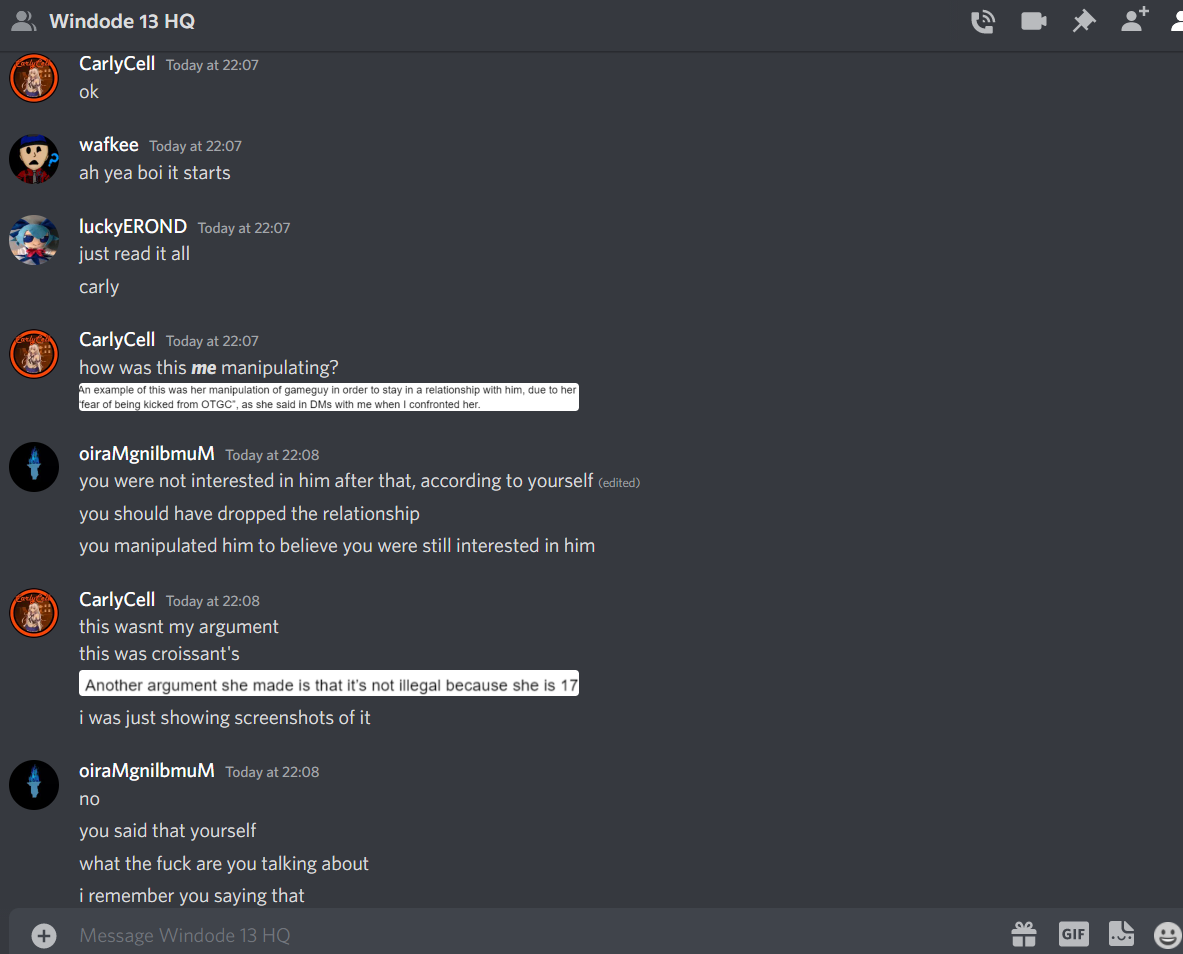 Windode 13 HQ
CarlyCell Today at 22:07
ok
wafkee Today at 22:07
ah yea boi it starts
luckyEROND Today at 22:07
just read it all
carly
CarlyCell Today at 22:07
how was this me manipulating?
An example of this was her manipulation of gameguy in order to stay in a relationship with him, due to her
"fear of being kicked from OTGC", as she said in DMs with me when I confronted her.
oiraMgnilbmuM Today at 22:08
you were not interested in him after that, according to yourself (edited)
you should have dropped the relationship
you manipulated him to believe you were still interested in him
CarlyCell Today at 22:08
this wasnt my argument
this was croissant's
Another argument she made is that it's not illegal because she is 17
i was just showing screenshots of it
oiraMgnilbmuM Today at 22:08
no
you said that yourself
what the fuck are you talking about
i remember you saying that
Message Windode 13 HQ
GIF